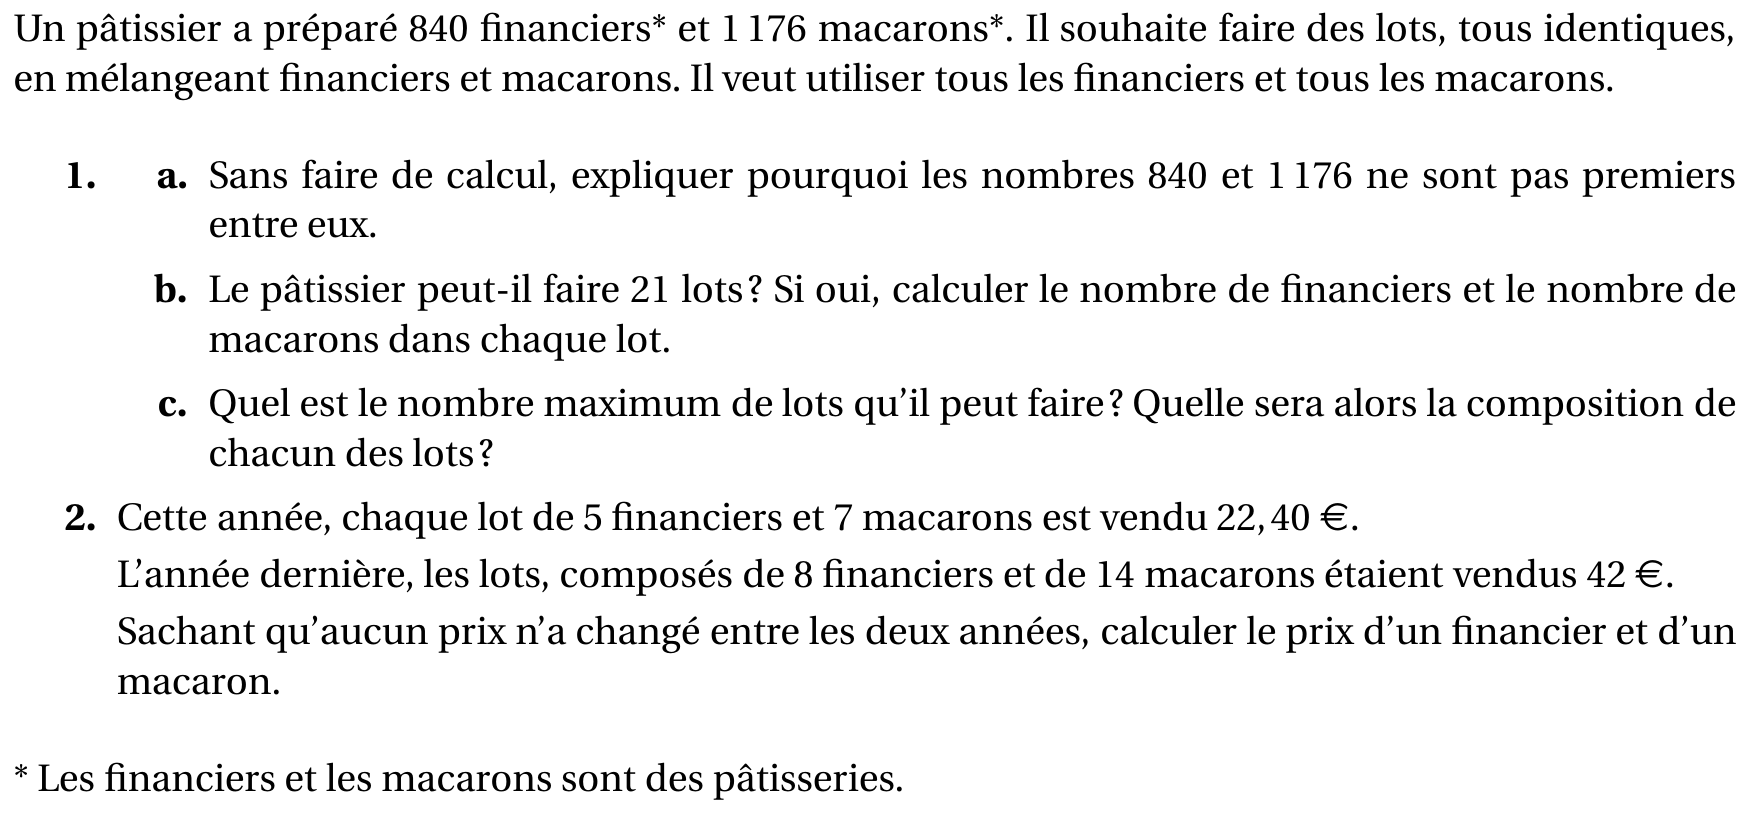 Un pâtissier a préparé 840 financiers* et 1 176 macarons*. Il souhaite faire des lots, tous identiques,
en mélangeant financiers et macarons. Il veut utiliser tous les financiers et tous les macarons.
1. a. Sans faire de calcul, expliquer pourquoi les nombres 840 et 1 176 ne sont pas premiers
entre eux.
b. Le pâtissier peut-il faire 21 lots ? Si oui, calculer le nombre de financiers et le nombre de
macarons dans chaque lot.
c. Quel est le nombre maximum de lots qu’il peut faire ? Quelle sera alors la composition de
chacun des lots ?
2. Cette année, chaque lot de 5 financiers et 7 macarons est vendu 22,40 €.
L’année dernière, les lots, composés de 8 financiers et de 14 macarons étaient vendus 42 €.
Sachant qu’aucun prix n’a changé entre les deux années, calculer le prix d’un financier et d’un
macaron.
* Les financiers et les macarons sont des pâtisseries.